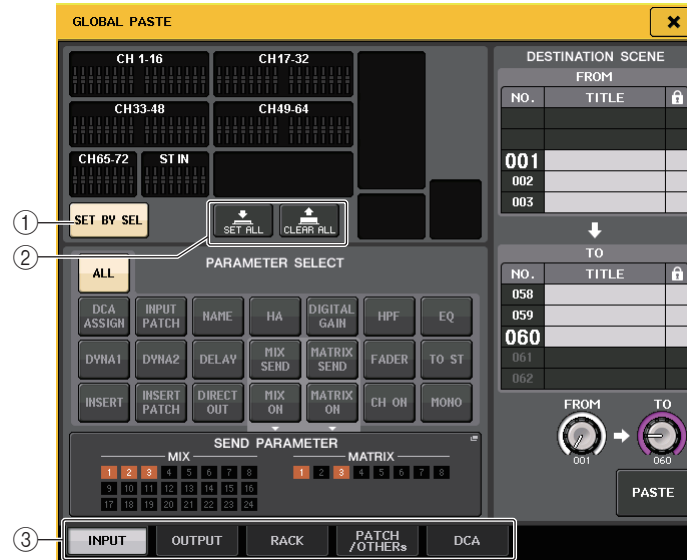 GLOBAL PASTE
×
CH 1-16
CH17-32
CH33-48
CH49-64
CH65-72
ST IN
① SET BY SEL
② SET ALL
CLEAR ALL
ALL
PARAMETER SELECT
DCA ASSIGN
INPUT PATCH
NAME
HA
DIGITAL GAIN
HPF
EQ
DYNA1
DYNA2
DELAY
MIX SEND
MATRIX SEND
FADER
TO ST
INSERT
INSERT PATCH
DIRECT OUT
MIX ON
MATRIX ON
CH ON
MONO
SEND PARAMETER
MIX
MATRIX
1 2 3 4 5 6 7 8
1 2 3 4 5 6 7 8
9 10 11 12 13 14 15 16
17 18 19 20 21 22 23 24
③ INPUT
OUTPUT
RACK
PATCH /OTHERs
DCA
DESTINATION SCENE
FROM
NO. TITLE
001
002
003
TO
NO. TITLE
058
059
060
061
062
FROM
TO
001
060
PASTE